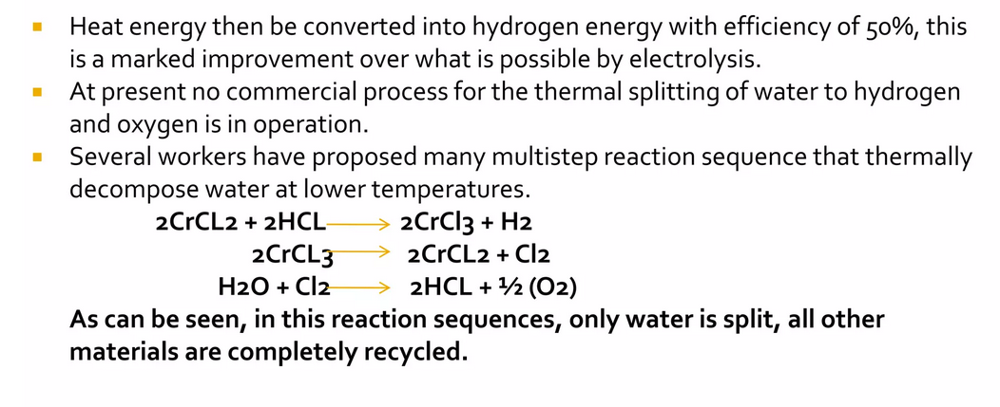 ▪ Heat energy then be converted into hydrogen energy with efficiency of 50%, this
is a marked improvement over what is possible by electrolysis.
▪ At present no commercial process for the thermal splitting of water to hydrogen
and oxygen is in operation.
▪ Several workers have proposed many multistep reaction sequence that thermally
decompose water at lower temperatures.
2CrCL2 + 2HCL → 2CrCl3 + H2
2CrCL3 → 2CrCL2 + Cl2
H2O + Cl2 → 2HCL + ½ (O2)
As can be seen, in this reaction sequences, only water is split, all other
materials are completely recycled.